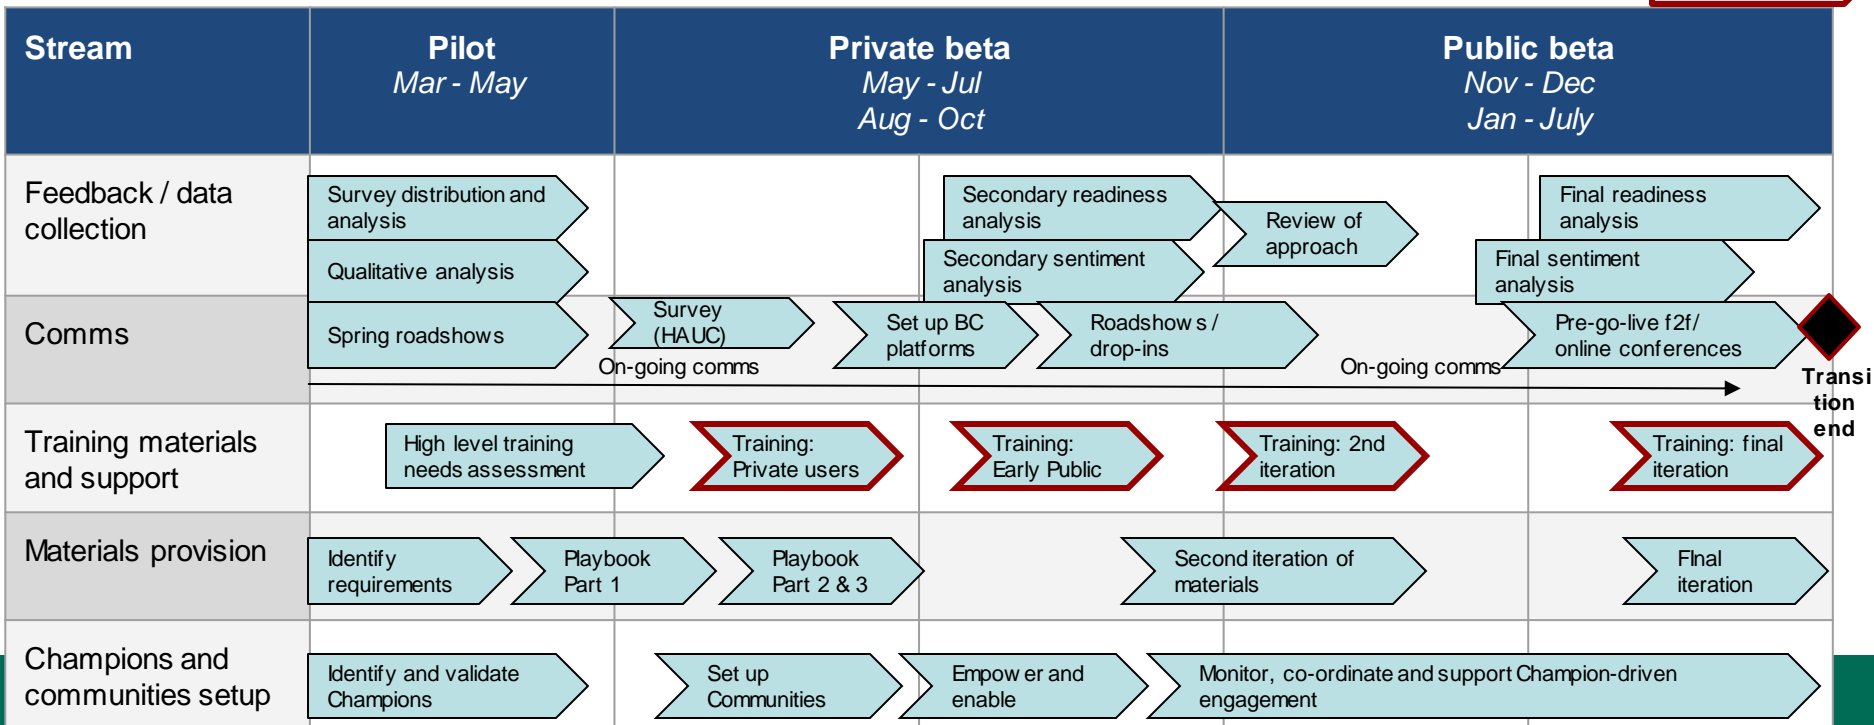 Stream
Pilot
Mar - May
Private beta
May - Jul
Aug - Oct
Public beta
Nov - Dec
Jan - July
Feedback / data
collection
Survey distribution and
analysis
Qualitative analysis
Secondary readiness
analysis
Secondary sentiment
analysis
Review of
approach
Final readiness
analysis
Final sentiment
analysis
Comms
Spring roadshows
Survey
(HAUC)
Set up BC
platforms
Roadshows /
drop-ins
Pre-go-live f2f/
online conferences
On-going comms
On-going comms
Transi
tion
end
Training materials
and support
High level training
needs assessment
Training:
Private users
Training:
Early Public
Training: 2nd
iteration
Training: final
iteration
Materials provision
Identify
requirements
Playbook
Part 1
Playbook
Part 2 & 3
Second iteration of
materials
FInal
iteration
Champions and
communities setup
Identify and validate
Champions
Set up
Communities
Empower and
enable
Monitor, co-ordinate and support Champion-driven
engagement